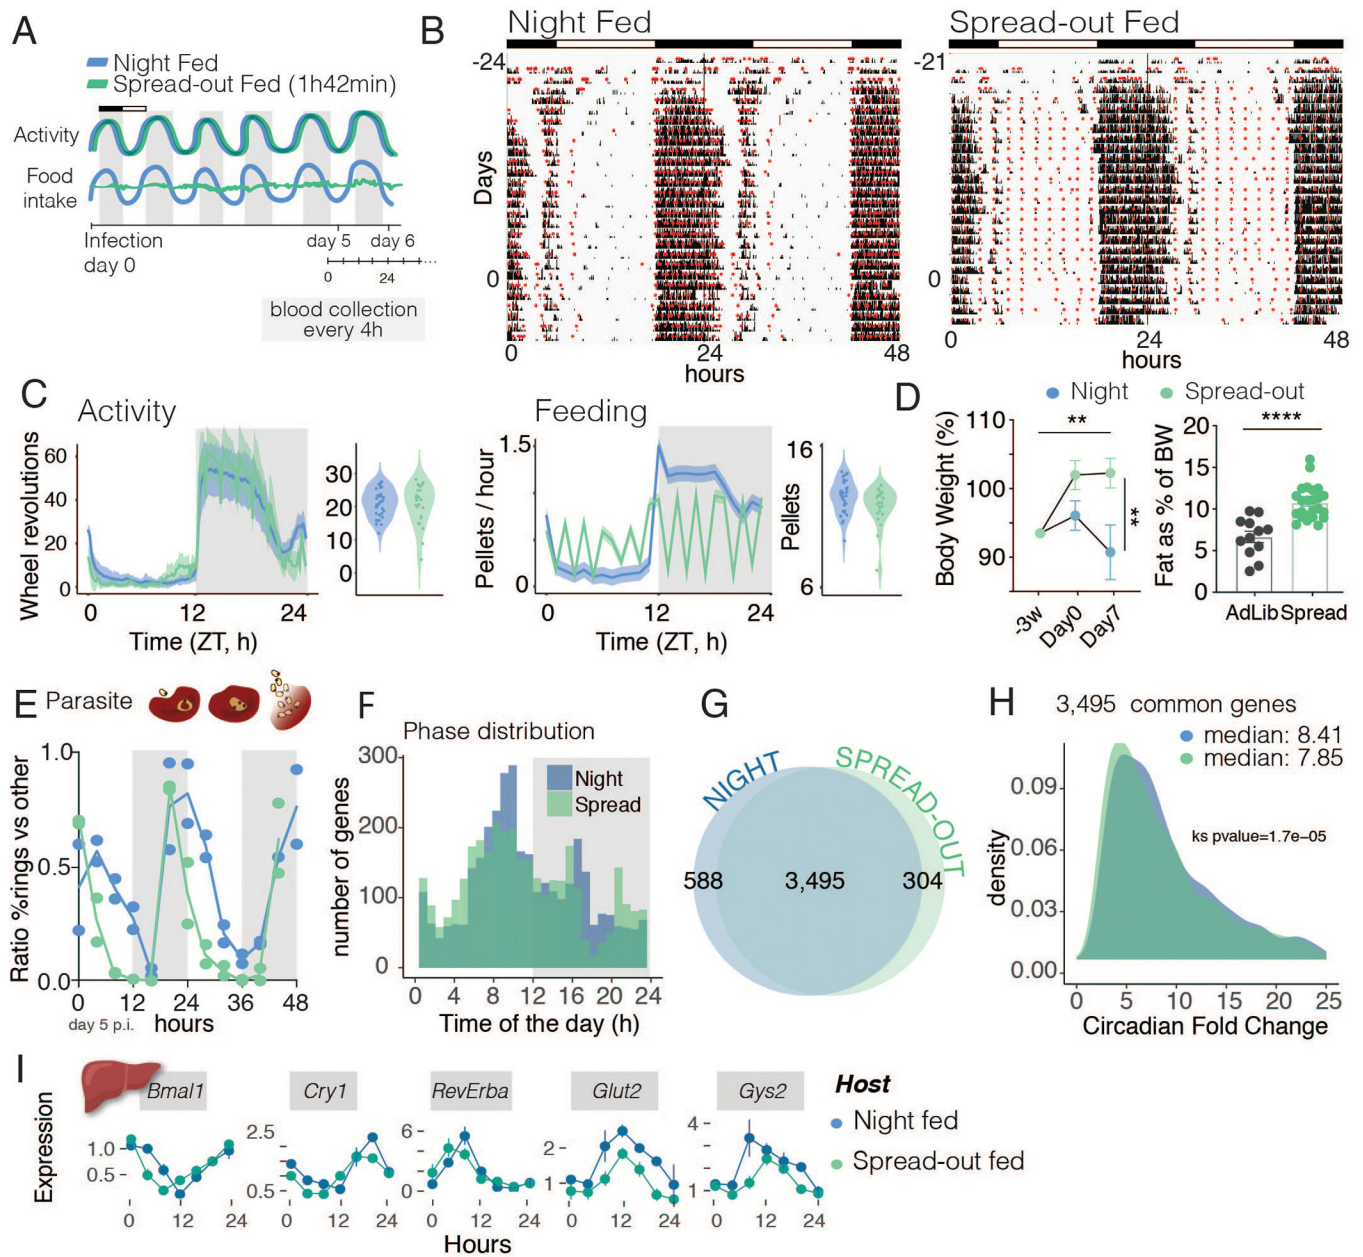 A
Night Fed
Spread-out Fed (1h42min)
Activity
Food
intake
Infection
day 0
day 5
day 6
0
24
blood collection
every 4h
B
Night Fed
Spread-out Fed
-24
Days
0
0
24
48
hours
-21
0
0
24
48
hours
C
Activity
Wheel revolutions
60
40
20
0
0
12
24
Time (ZT, h)
30
20
10
0
Feeding
Pellets / hour
1.5
0
0
12
24
Time (ZT, h)
Pellets
16
6
D
Night
Spread-out
Body Weight (%)
110
100
90
**
**
-3w
Day0
Day7
Fat as % of BW
20
15
10
5
0
****
AdLib
Spread
E
Parasite
Ratio %rings vs other
1.0
0.5
0.0
0
12
24
36
48
day 5 p.i.
hours
F
Phase distribution
number of genes
300
200
100
0
Night
Spread
0
4
8
12
16
20
24
Time of the day (h)
G
NIGHT
SPREAD-OUT
588
3,495
304
H
3,495 common genes
median: 8.41
median: 7.85
ks pvalue=1.7e−05
density
0.09
0.06
0.03
0.00
0
5
10
15
20
25
Circadian Fold Change
I
Expression
Bmal1
1.0
0.5
0
12
24
Cry1
2.5
0.5
0
12
24
RevErba
6
0
0
12
24
Glut2
2
1
0
12
24
Gys2
4
1
0
12
24
Hours
Host
Night fed
Spread-out fed